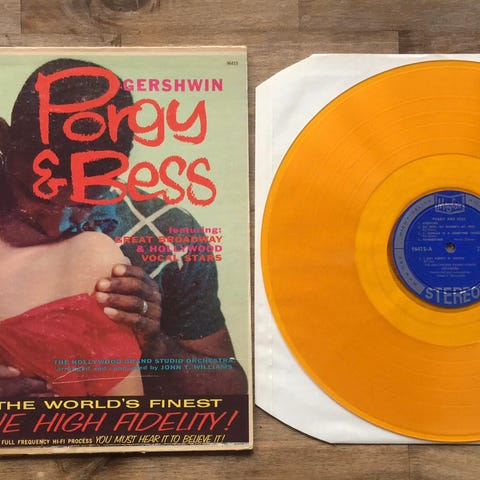 96415
GERSHWIN
Porgy
& Bess
featuring:
GREAT BROADWAY
& HOLLYWOOD
VOCAL STARS
THE HOLLYWOOD GRAND STUDIO ORCHESTRA
arranged and conducted by JOHN T. WILLIAMS
THE WORLD'S FINEST
HIGH FIDELITY!
FULL FREQUENCY HI-FI PROCESS YOU MUST HEAR IT TO BELIEVE IT!
PORGY AND BESS
SUMMERTIME
STEREO